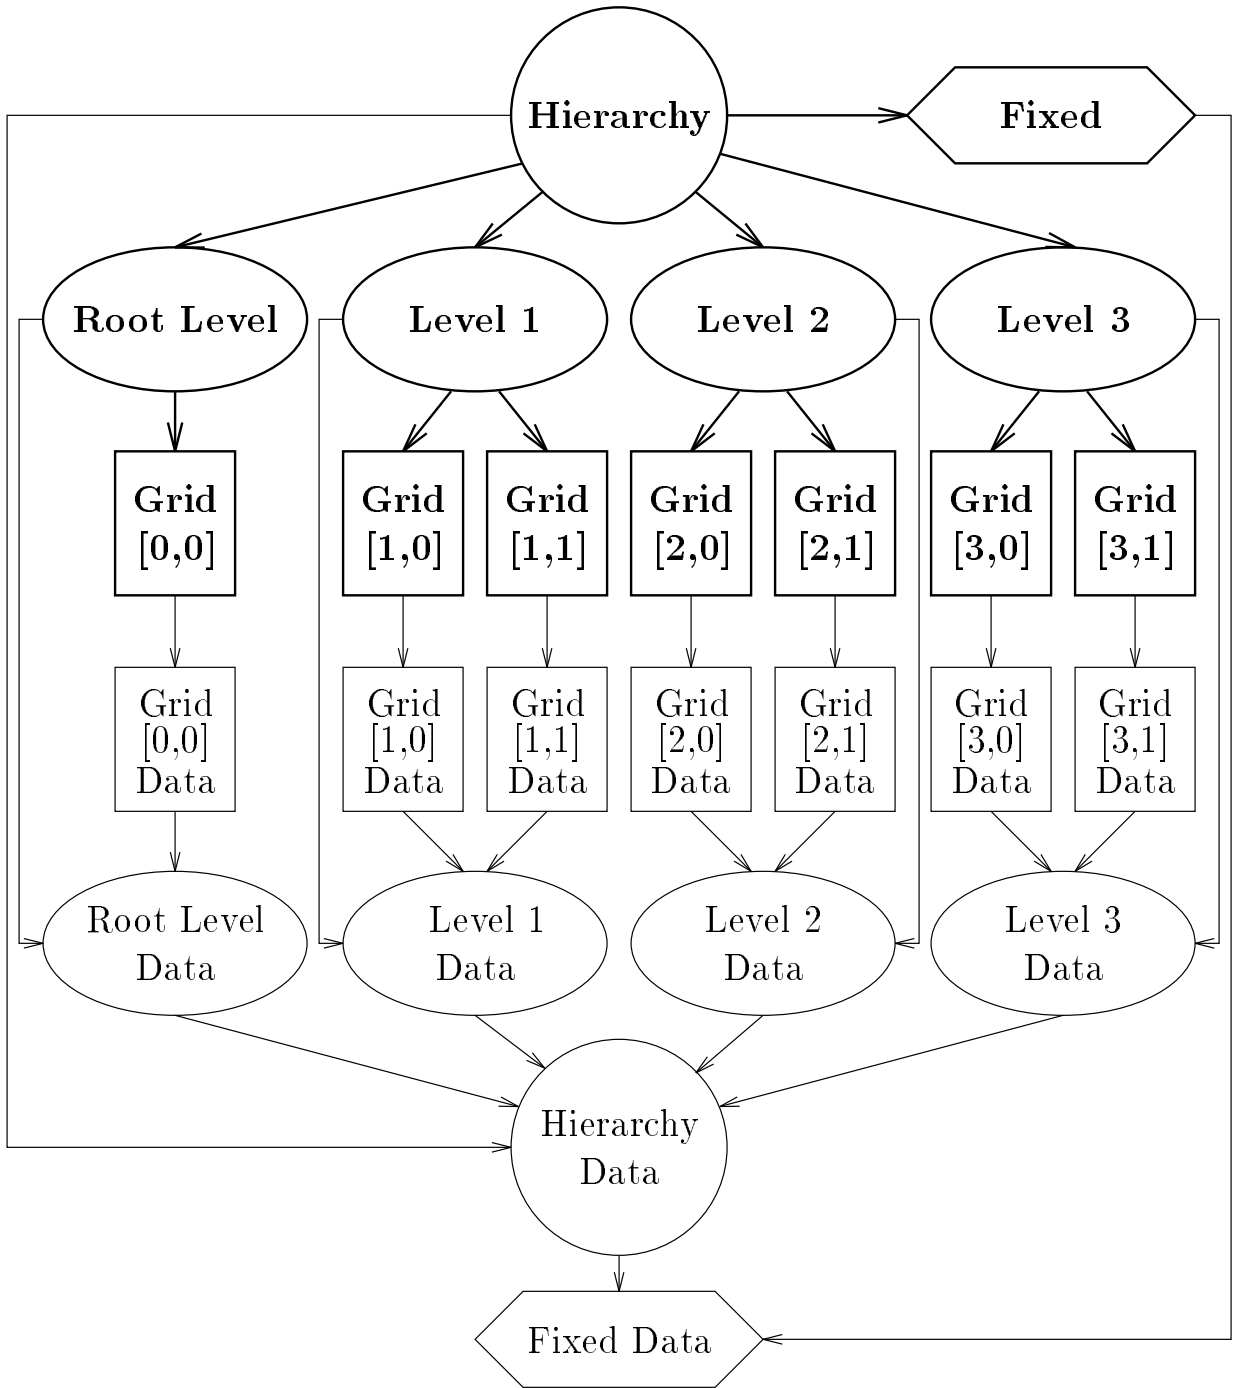 Hierarchy
Fixed
Root Level
Level 1
Level 2
Level 3
Grid
[0,0]
Grid
[1,0]
Grid
[1,1]
Grid
[2,0]
Grid
[2,1]
Grid
[3,0]
Grid
[3,1]
Grid
[0,0]
Data
Grid
[1,0]
Data
Grid
[1,1]
Data
Grid
[2,0]
Data
Grid
[2,1]
Data
Grid
[3,0]
Data
Grid
[3,1]
Data
Root Level
Data
Level 1
Data
Level 2
Data
Level 3
Data
Hierarchy
Data
Fixed Data